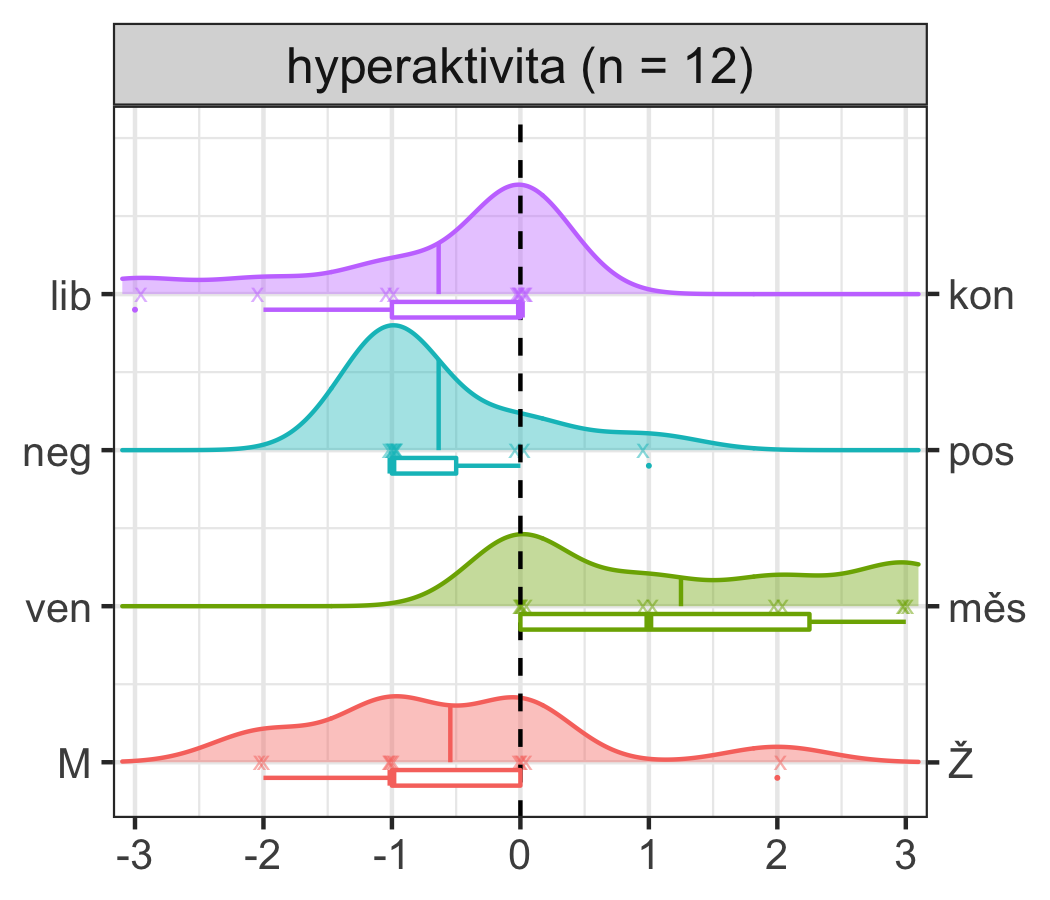 hyperaktivita (n = 12)
lib kon
neg pos
ven měs
M Ž
-3 -2 -1 0 1 2 3